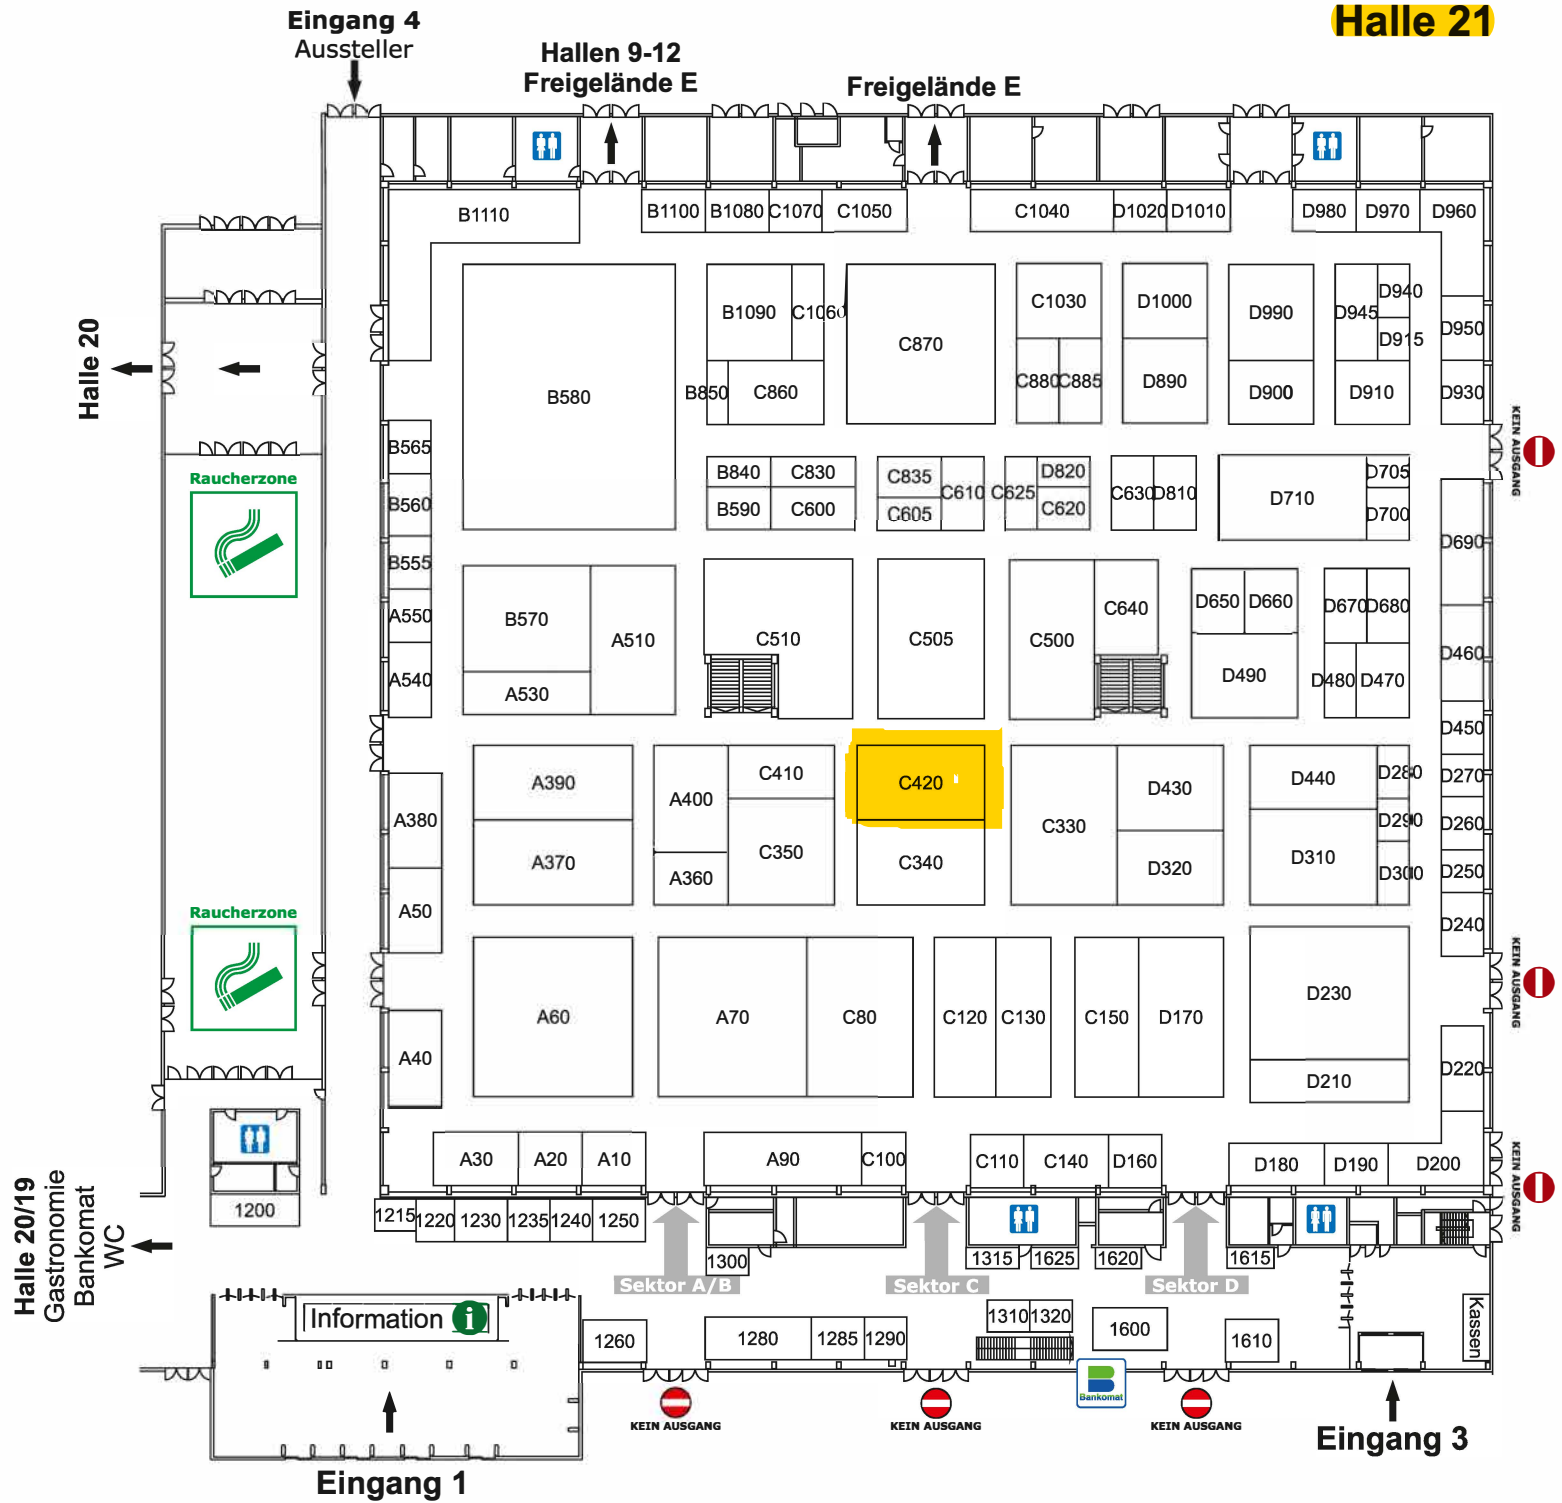 Halle 21
Eingang 4
Aussteller
Hallen 9-12
Freigelände E
Freigelände E
B1110
B1100
B1080
C1070
C1050
C1040
D1020
D1010
D980
D970
D960
B580
B1090
C1060
C870
C1030
D1000
D990
D945
D940
D915
D950
Halle 20
B850
C860
C880
C885
D890
D900
D910
D930
KEIN AUSGANG
B565
B560
B555
A550
A540
Raucherzone
B840
C830
B590
C600
C835
C605
C610
C625
D820
C620
C630
D810
D710
D705
D700
D690
B570
A510
A530
C510
C505
C500
C640
D650
D660
D490
D670
D680
D480
D470
D460
D450
A390
A370
A400
A360
C410
C350
C420
C340
C330
D430
D320
D440
D310
D280
D290
D300
D270
D260
D250
D240
A380
A50
A40
Raucherzone
A60
A70
C80
C120
C130
C150
D170
D230
D210
D220
KEIN AUSGANG
A30
A20
A10
A90
C100
C110
C140
D160
D180
D190
D200
KEIN AUSGANG
1200
1215
1220
1230
1235
1240
1250
Halle 20/19
Gastronomie
Bankomat
WC
1300
1315
1625
1620
1615
Sektor A/B
Sektor C
Sektor D
Information
i
1260
1280
1285
1290
1310
1320
1600
1610
Kassen
Bankomat
KEIN AUSGANG
KEIN AUSGANG
KEIN AUSGANG
Eingang 1
Eingang 3